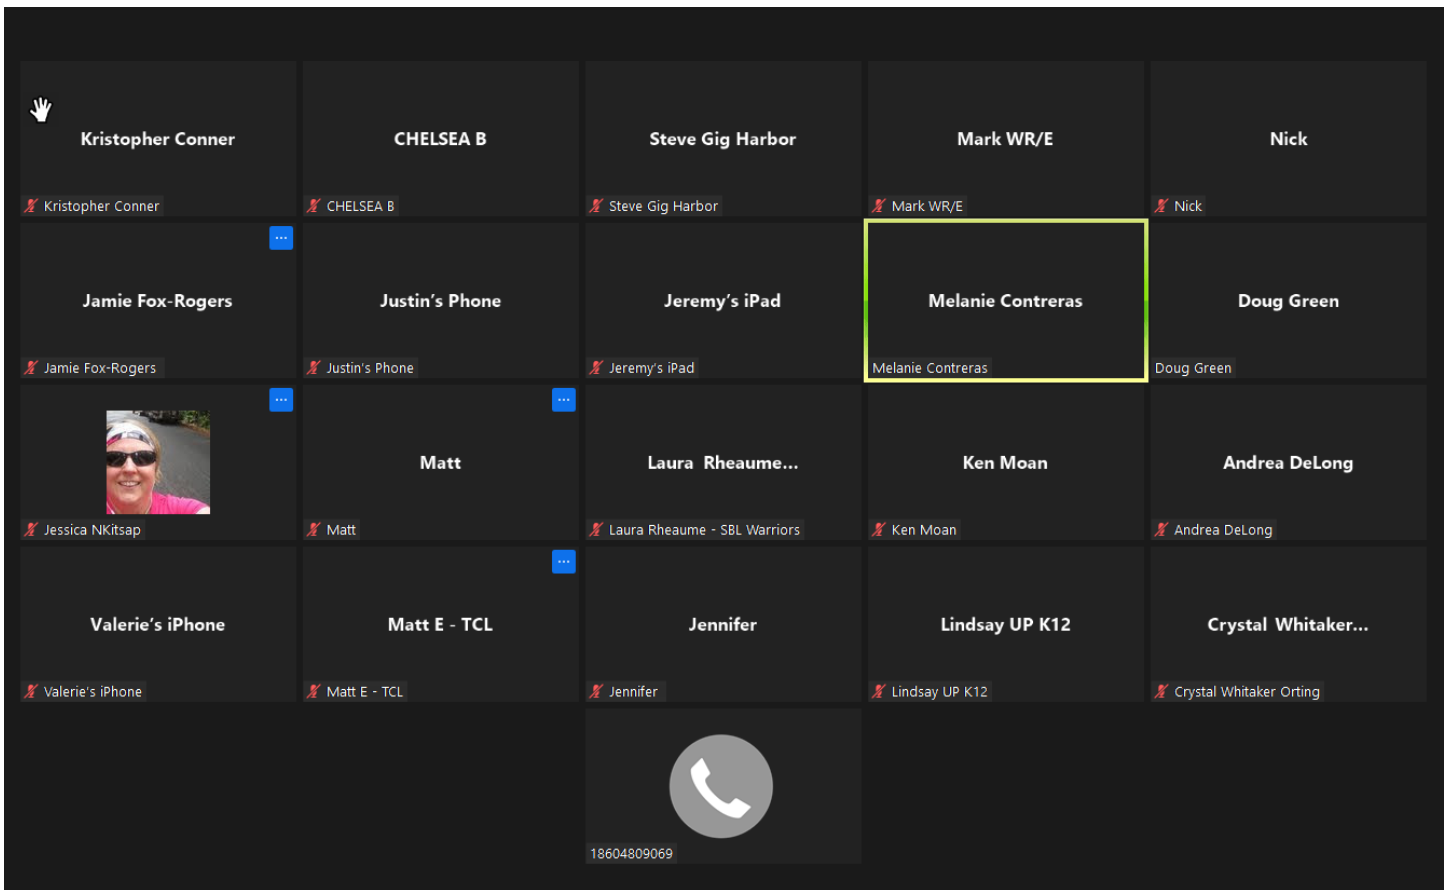 Kristopher Conner
Kristopher Conner
CHELSEA B
CHELSEA B
Steve Gig Harbor
Steve Gig Harbor
Mark WR/E
Mark WR/E
Nick
Nick
Jamie Fox-Rogers
Jamie Fox-Rogers
Justin's Phone
Justin's Phone
Jeremy's iPad
Jeremy's iPad
Melanie Contreras
Melanie Contreras
Doug Green
Doug Green
Jessica NKitsap
Matt
Matt
Laura Rheaume...
Laura Rheaume - SBL Warriors
Ken Moan
Ken Moan
Andrea DeLong
Andrea DeLong
Valerie's iPhone
Valerie's iPhone
Matt E - TCL
Matt E - TCL
Jennifer
Jennifer
Lindsay UP K12
Lindsay UP K12
Crystal Whitaker...
Crystal Whitaker Orting
18604809069